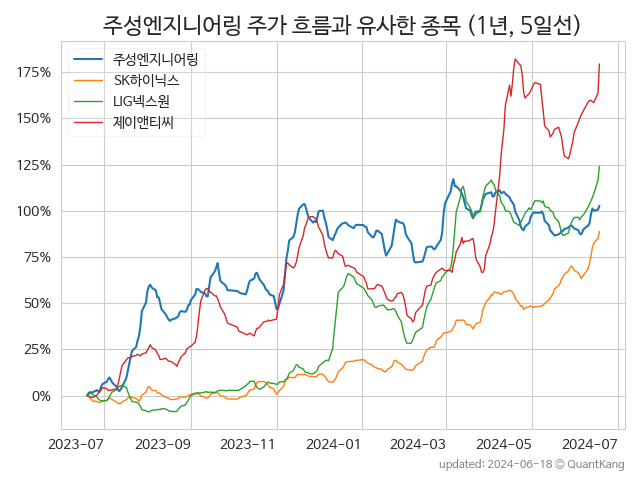 주성엔지니어링 주가 흐름과 유사한 종목 (1년, 5일선)
주성엔지니어링
SK하이닉스
LIG넥스원
제이앤티씨
175%
150%
125%
100%
75%
50%
25%
0%
2023-07 2023-09 2023-11 2024-01 2024-03 2024-05 2024-07
updated: 2024-06-18 ⓒ QuantKang